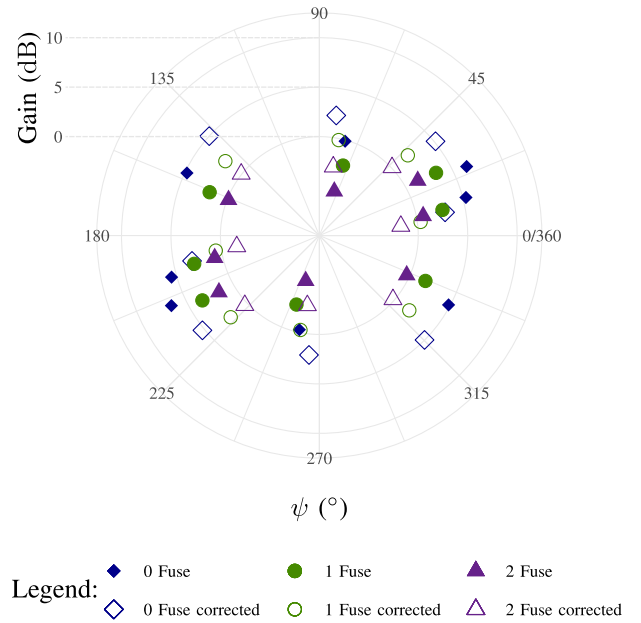 90
10
135
45
5
Gain (dB)
0
180
0/360
225
315
270
ψ (°)
0 Fuse
1 Fuse
2 Fuse
Legend:
0 Fuse corrected
1 Fuse corrected
2 Fuse corrected